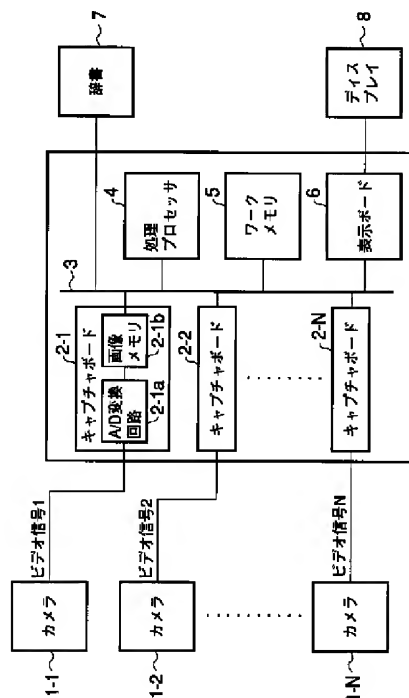 1-1
カメラ
ビデオ信号1
1-2
カメラ
ビデオ信号2
1-N
カメラ
ビデオ信号N
2-1
キャプチャボード
A/D変換
回路
2-1a
画像
メモリ
2-1b
2-2
キャプチャボード
2-N
キャプチャボード
3
4
処理
プロセッサ
5
ワーク
メモリ
6
表示ボード
7
辞書
8
ディス
プレイ